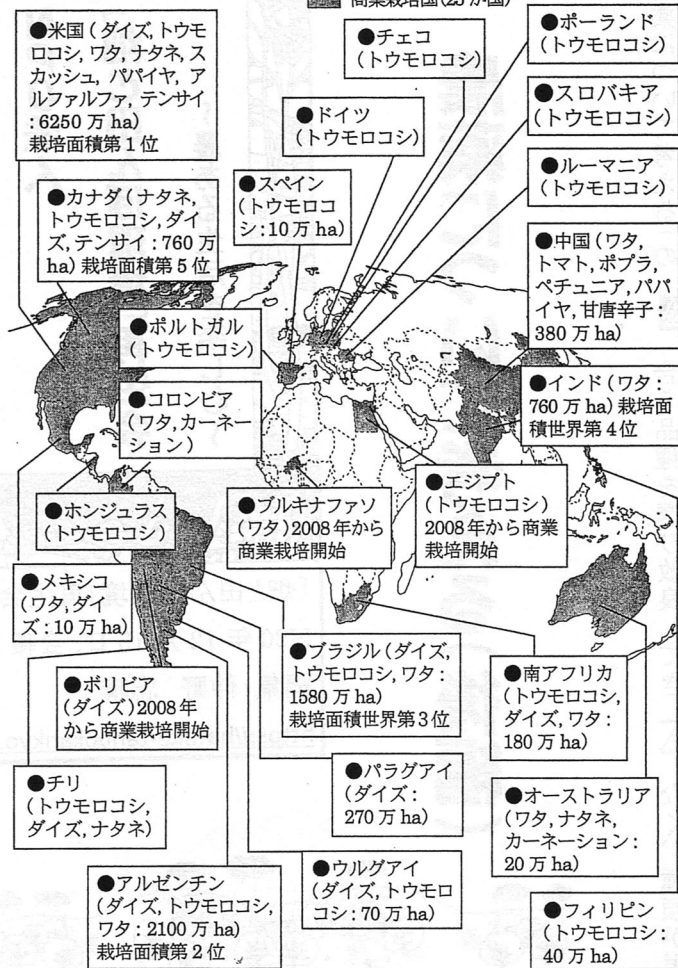 商業栽培国(25か国)
●米国(ダイズ,トウモ
ロコシ,ワタ,ナタネ,ス
カッシュ,パパイヤ,ア
ルファルファ,テンサイ
:6250万ha)
栽培面積第1位
●カナダ(ナタネ,
トウモロコシ,ダイ
ズ,テンサイ:760万
ha)栽培面積第5位
●チェコ
(トウモロコシ)
●ドイツ
(トウモロコシ)
●スペイン
(トウモロコ
シ:10万ha)
●ポーランド
(トウモロコシ)
●スロバキア
(トウモロコシ)
●ルーマニア
(トウモロコシ)
●中国(ワタ,
トマト,ポプラ,
ペチュニア,パパ
イヤ,甘唐辛子:
380万ha)
●インド(ワタ:
760万ha)栽培面
積世界第4位
●ポルトガル
(トウモロコシ)
●コロンビア
(ワタ,カーネー
ション)
●ホンジュラス
(トウモロコシ)
●ブルキナファソ
(ワタ)2008年から
商業栽培開始
●エジプト
(トウモロコシ)
2008年から商業
栽培開始
●メキシコ
(ワタ,ダイ
ズ:10万ha)
●ボリビア
(ダイズ)2008年
から商業栽培開始
●ブラジル(ダイズ,
トウモロコシ,ワタ:
1580万ha)
栽培面積世界第3位
●南アフリカ
(トウモロコシ,
ダイズ,ワタ:
180万ha)
●チリ
(トウモロコシ,
ダイズ,ナタネ)
●パラグアイ
(ダイズ:
270万ha)
●オーストラリア
(ワタ,ナタネ,
カーネーション:
20万ha)
●アルゼンチン
(ダイズ,トウモロコシ,
ワタ:2100万ha)
栽培面積第2位
●ウルグアイ
(ダイズ,トウモロ
コシ:70万ha)
●フィリピン
(トウモロコシ:
40万ha)